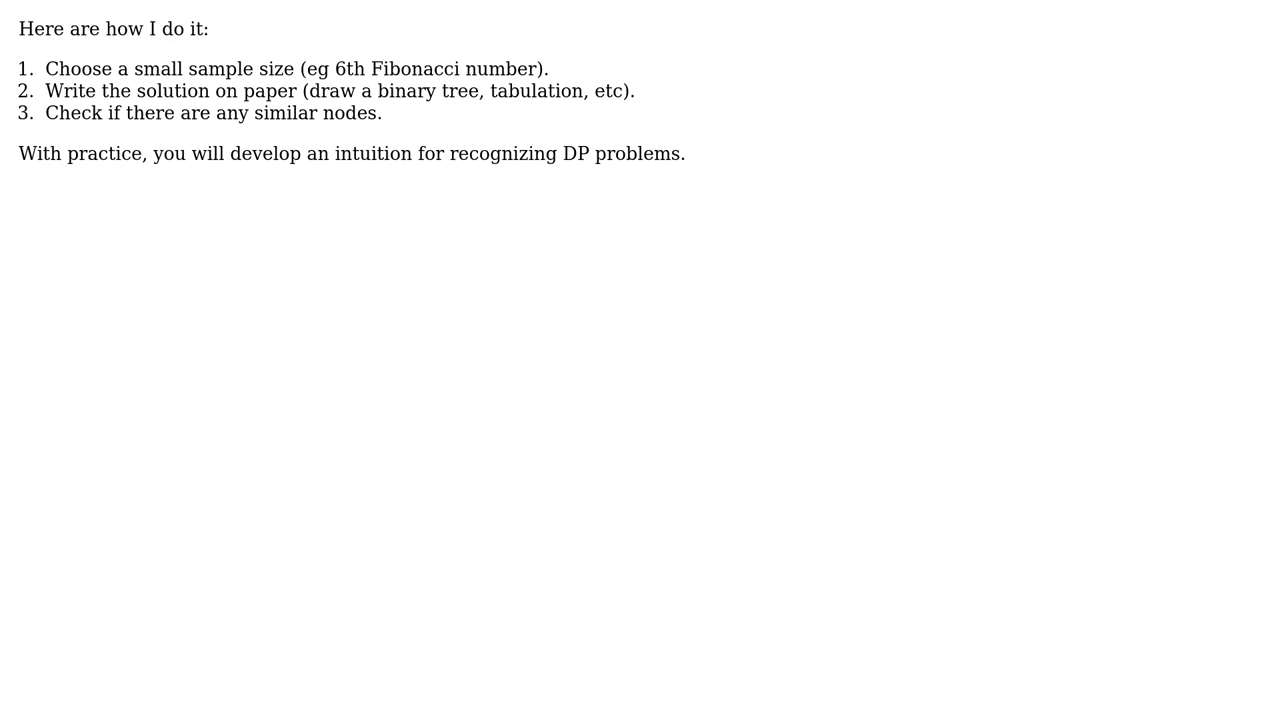 Here are how I do it:
1. Choose a small sample size (eg 6th Fibonacci number).
2. Write the solution on paper (draw a binary tree, tabulation, etc).
3. Check if there are any similar nodes.
With practice, you will develop an intuition for recognizing DP problems.